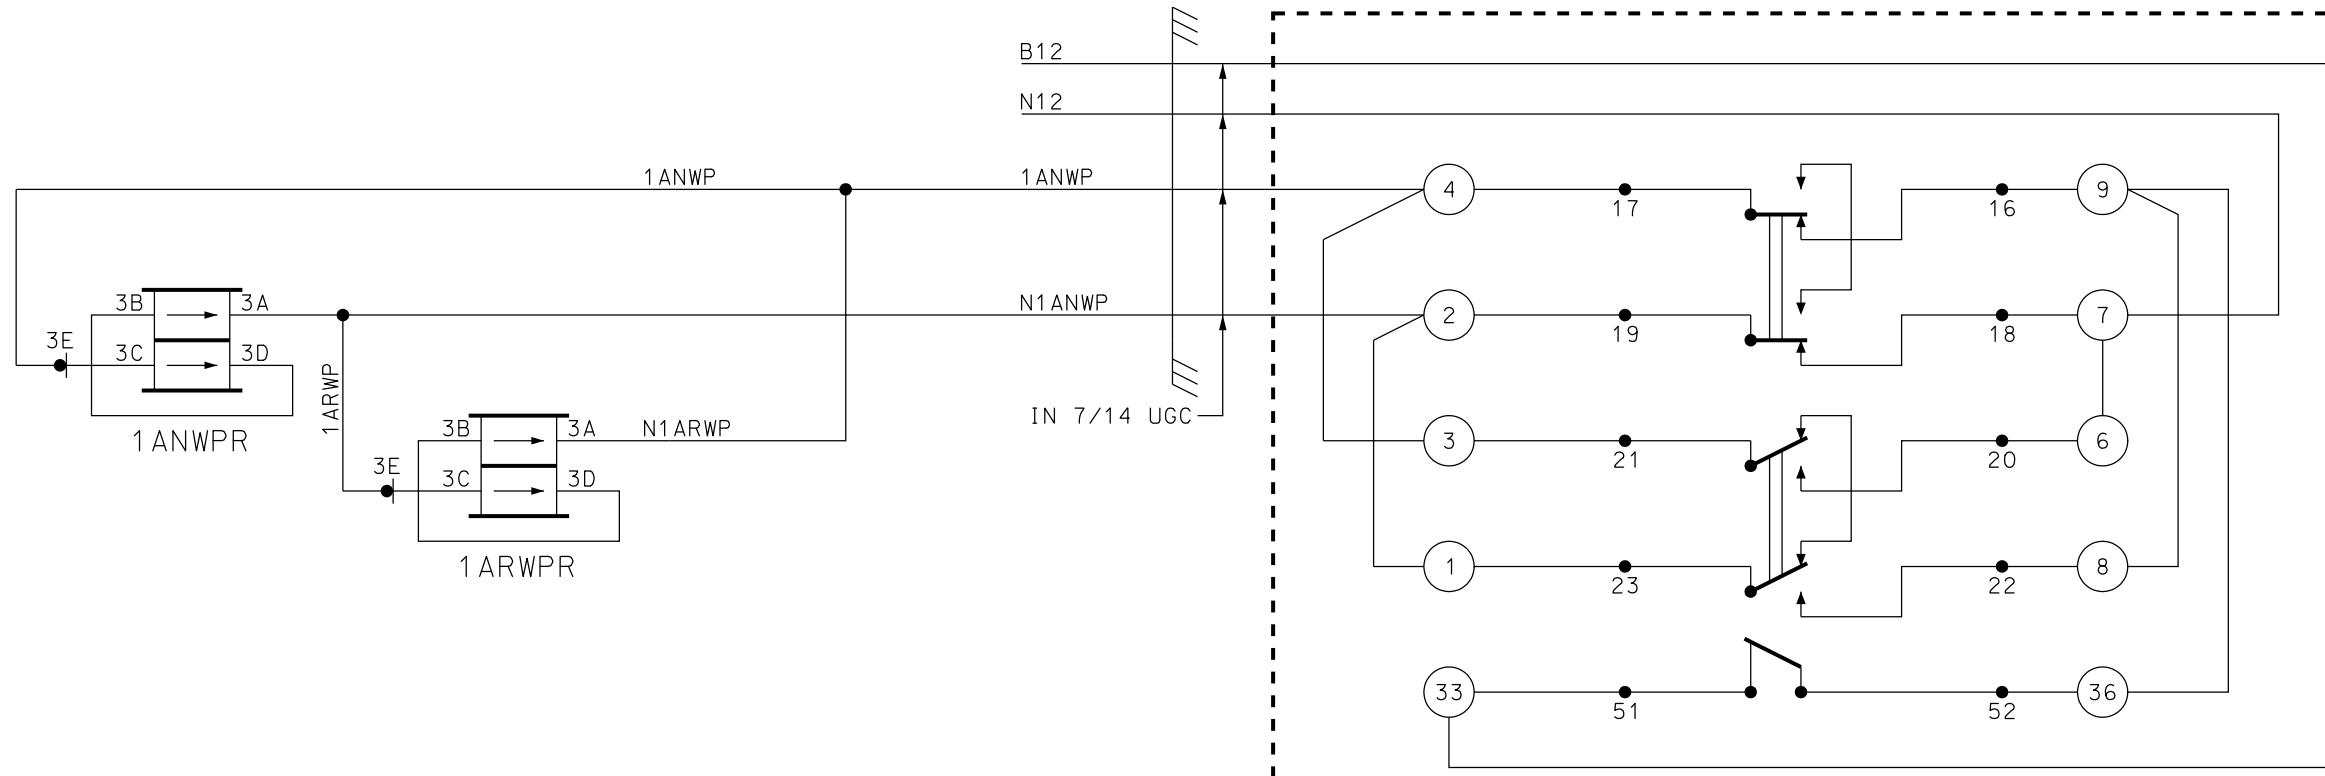 B12
N12
1ANWP
1ANWP
4
17
16
9
3B
3A
N1ANWP
2
19
18
7
3E
3C
3D
1ARWP
IN 7/14 UGC
1ANWPR
3B
3A
N1ARWP
3
21
20
6
3E
3C
3D
1ARWPR
1
23
22
8
33
51
52
36